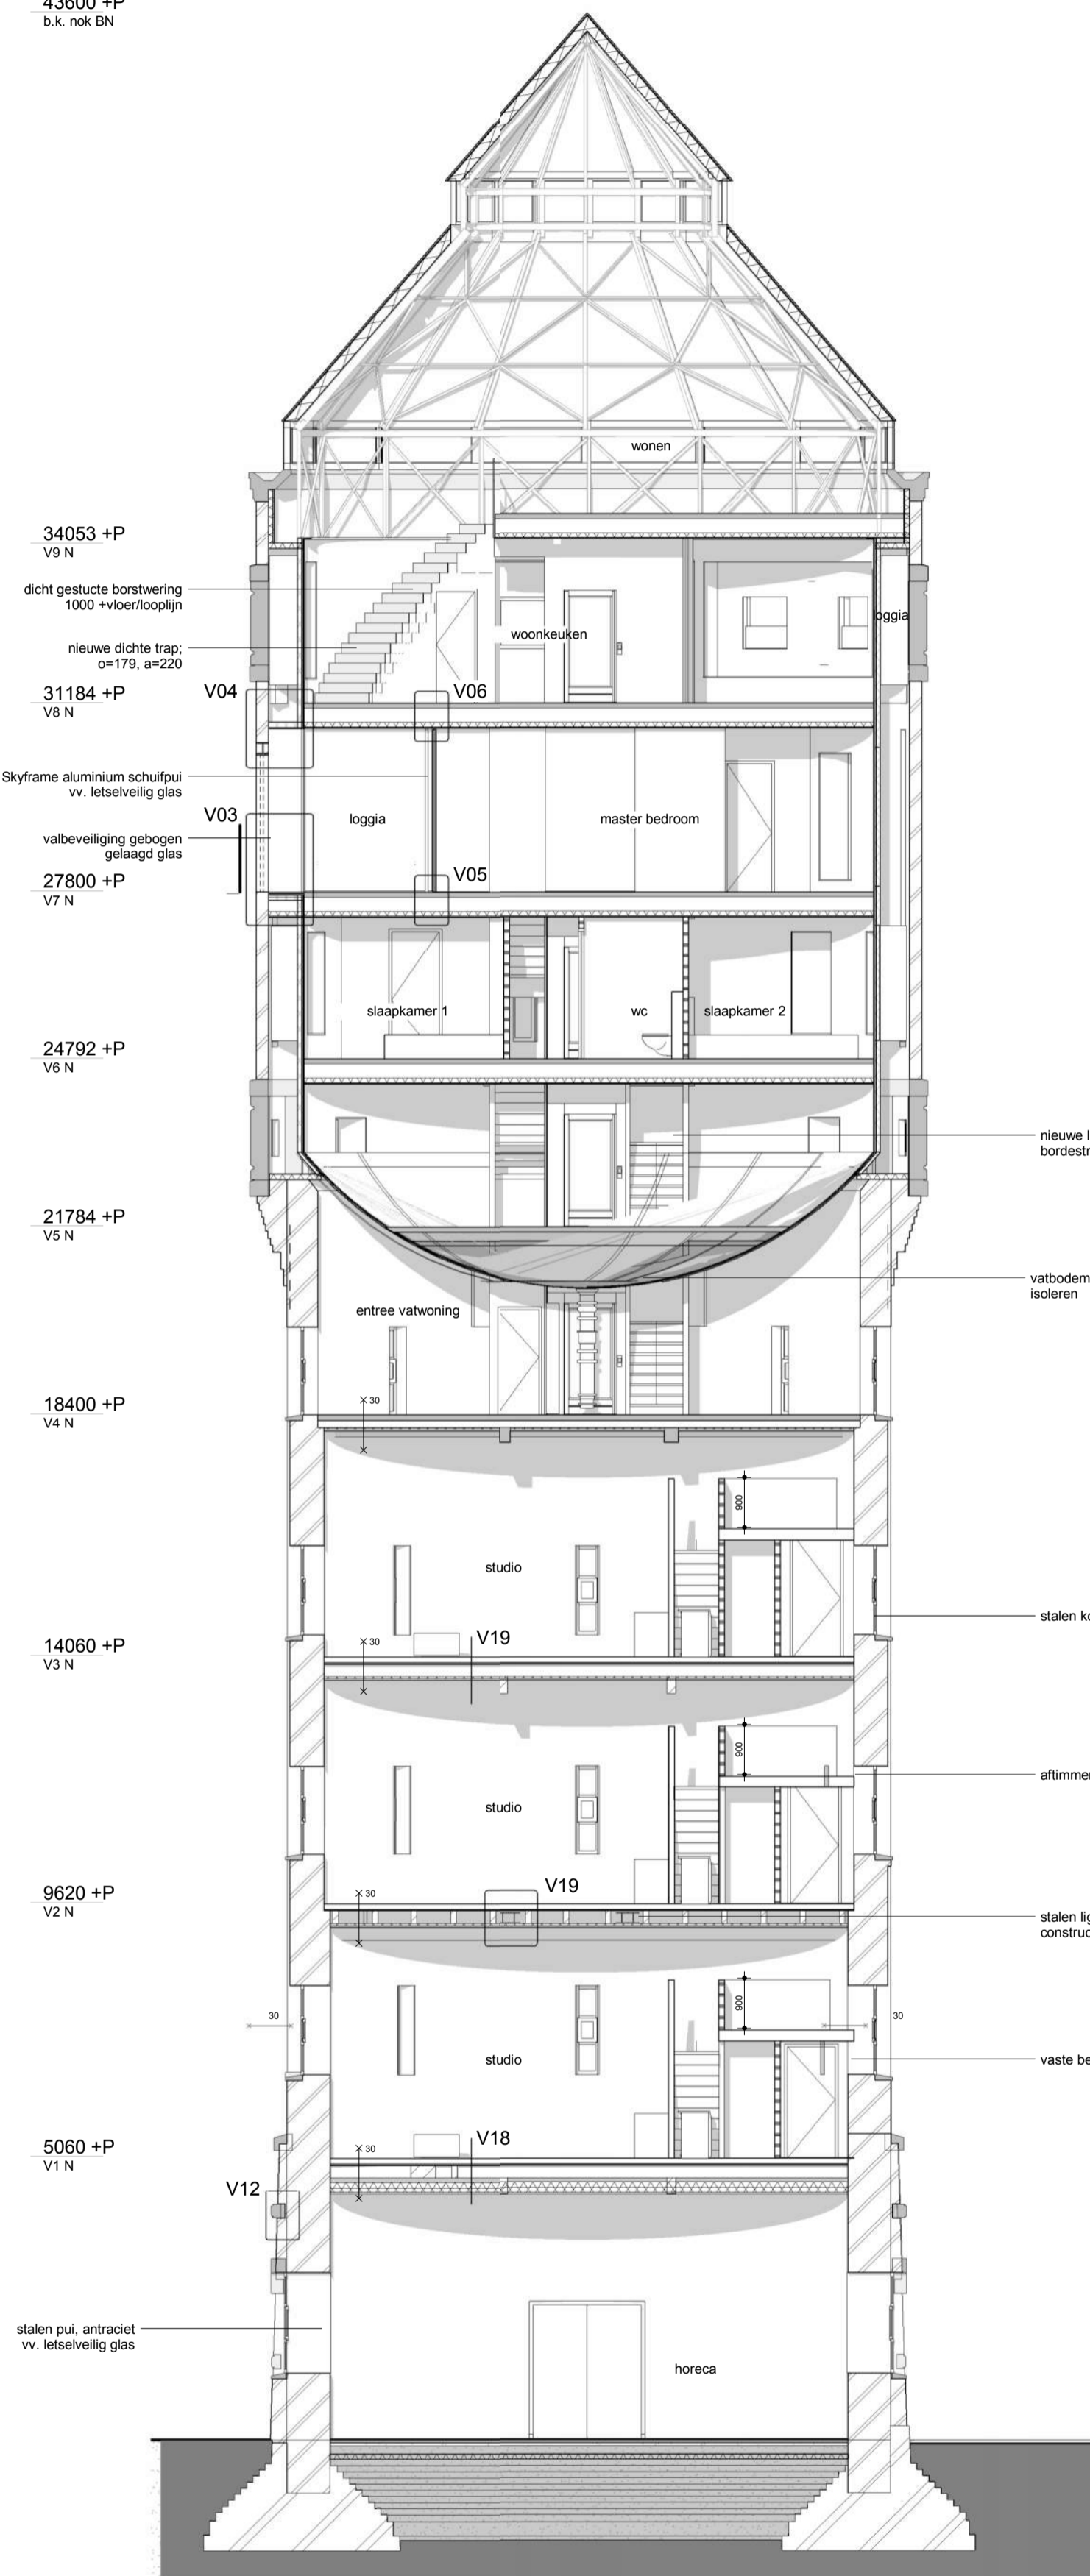 43600 +P
b.k. nok BN
wonen
34053 +P
V9 N
dicht gestucte borstwering
1000 +vloer/looplijn
loggia
woonkeuken
nieuwe dichte trap;
o=179, a=220
31184 +P
V8 N
V04
V06
Skyframe aluminium schuifpui
vv. letselveilig glas
V03
loggia
master bedroom
valbeveiliging gebogen
gelaagd glas
27800 +P
V7 N
V05
slaapkamer 1
wc
slaapkamer 2
24792 +P
V6 N
nieuwe
21784 +P
V5 N
vatbodem
isoleren
entree vatwoning
18400 +P
V4 N
30
900
studio
stalen
14060 +P
V3 N
30
V19
900
studio
9620 +P
V2 N
30
V19
stalen
900
30
30
studio
vaste
5060 +P
V1 N
30
V18
V12
stalen pui, antraciet
vv. letselveilig glas
horeca